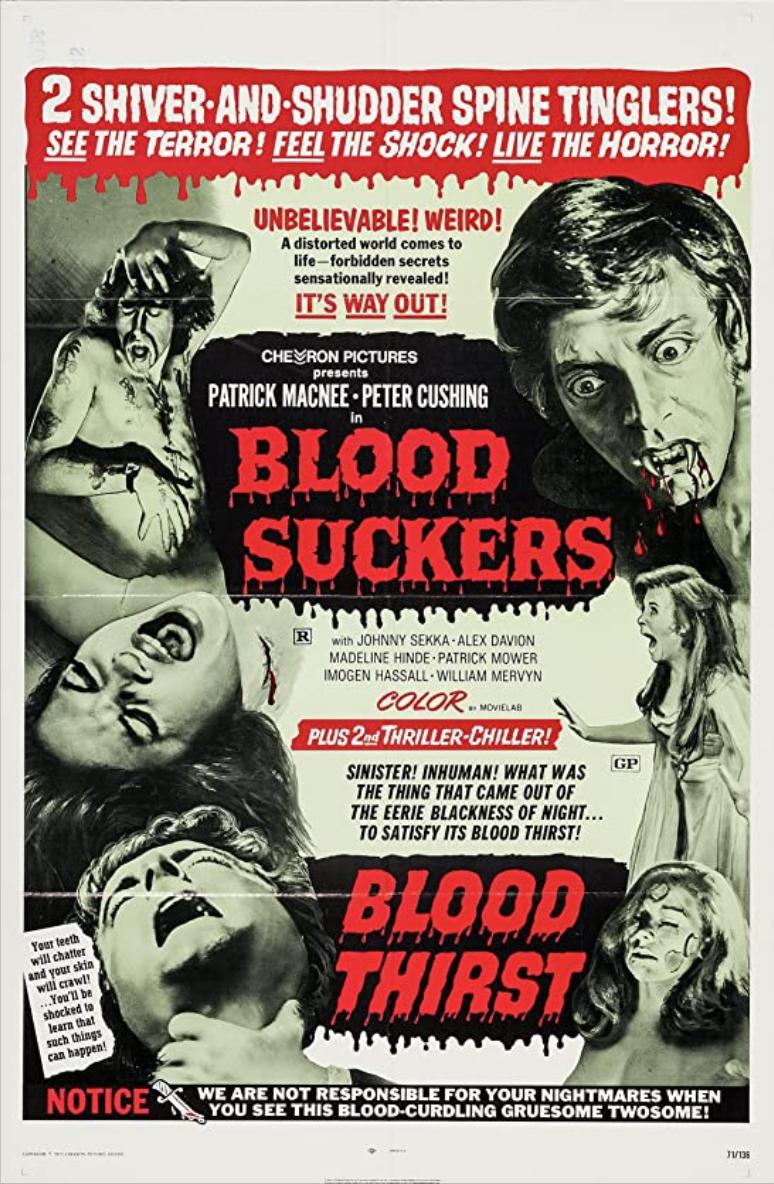 2 SHIVER·AND·SHUDDER SPINE TINGLERS!
SEE THE TERROR! FEEL THE SHOCK! LIVE THE HORROR!
UNBELIEVABLE! WEIRD!
A distorted world comes to
life—forbidden secrets
sensationally revealed!
IT'S WAY OUT!
CHEVRON PICTURES
presents
PATRICK MACNEE • PETER CUSHING
in
BLOOD
SUCKERS
R
with JOHNNY SEKKA • ALEX DAVION
MADELINE HINDE • PATRICK MOWER
IMOGEN HASSALL • WILLIAM MERVYN
COLOR BY MOVIELAB
PLUS 2nd THRILLER-CHILLER!
GP
SINISTER! INHUMAN! WHAT WAS
THE THING THAT CAME OUT OF
THE EERIE BLACKNESS OF NIGHT...
TO SATISFY ITS BLOOD THIRST!
BLOOD
THIRST
Your teeth
will chatter
and your skin
will crawl!
...You'll be
shocked to
learn that
such things
can happen!
NOTICE
WE ARE NOT RESPONSIBLE FOR YOUR NIGHTMARES WHEN
YOU SEE THIS BLOOD-CURDLING GRUESOME TWOSOME!
71/136